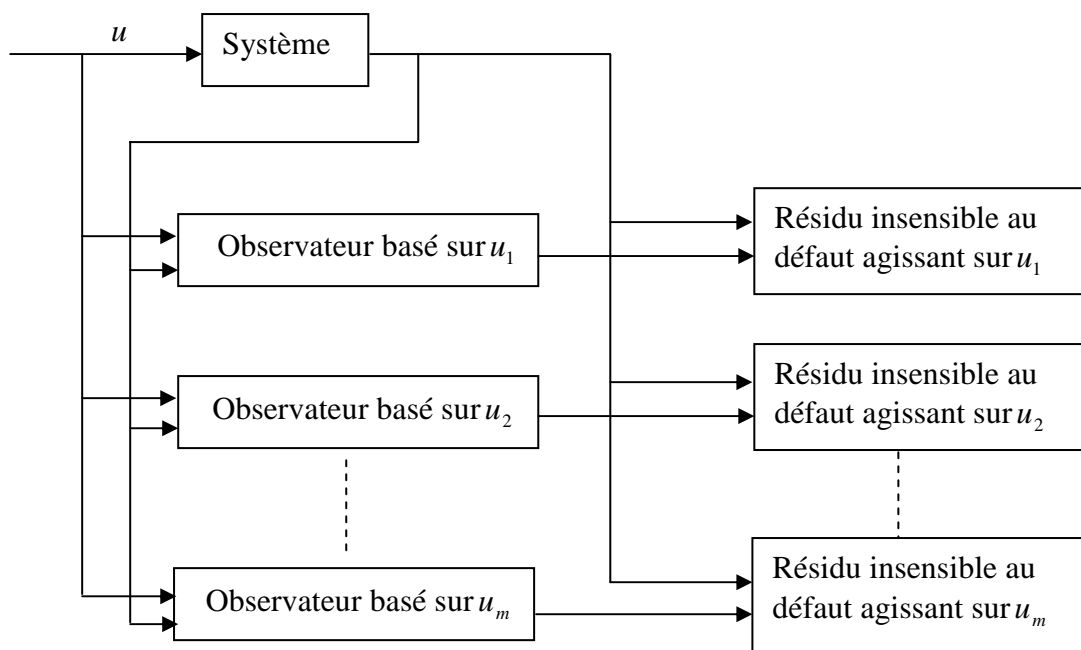 u
Système
Observateur basé sur u₁
Résidu insensible au
défaut agissant sur u₁
Observateur basé sur u₂
Résidu insensible au
défaut agissant sur u₂
Observateur basé sur uₘ
Résidu insensible au
défaut agissant sur uₘ